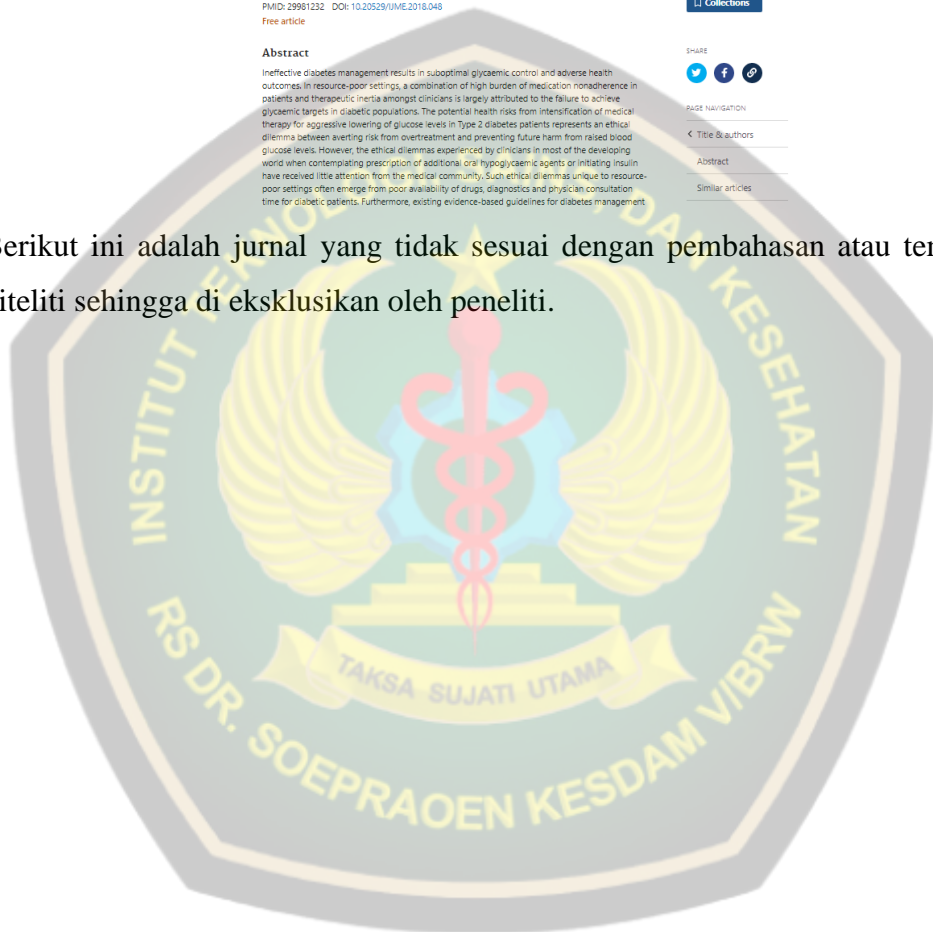 PMID: 29981232 DOI: 10.20529/IJME.2018.048
Free article
Collections
Abstract
Ineffective diabetes management results in suboptimal glycaemic control and adverse health
outcomes. In resource-poor settings, a combination of high burden of medication nonadherence in
patients and therapeutic inertia amongst clinicians is largely attributed to the failure to achieve
glycaemic targets in diabetic populations. The potential health risks from intensification of medical
therapy for aggressive lowering of glucose levels in Type 2 diabetes patients represents an ethical
dilemma between averting risk from overtreatment and preventing future harm from raised blood
glucose levels. However, the ethical dilemmas experienced by clinicians in most of the developing
world when contemplating prescription of additional oral hypoglycaemic agents or initiating insulin
have received little attention from the medical community. Such ethical dilemmas unique to resource-
poor settings often emerge from poor availability of drugs, diagnostics and physician consultation
time for diabetic patients. Furthermore, existing evidence-based guidelines for diabetes management
SHARE
PAGE NAVIGATION
Title & authors
Abstract
Similar articles
Berikut ini adalah jurnal yang tidak sesuai dengan pembahasan atau
diteliti sehingga di eksklusikan oleh peneliti.
INSTITUT TEKNOLOGI, SAINS, DAN KESEHATAN
TAKSA SUJATI UTAMA
RS DR. SOEPRAOEN KESDAM V/BRW